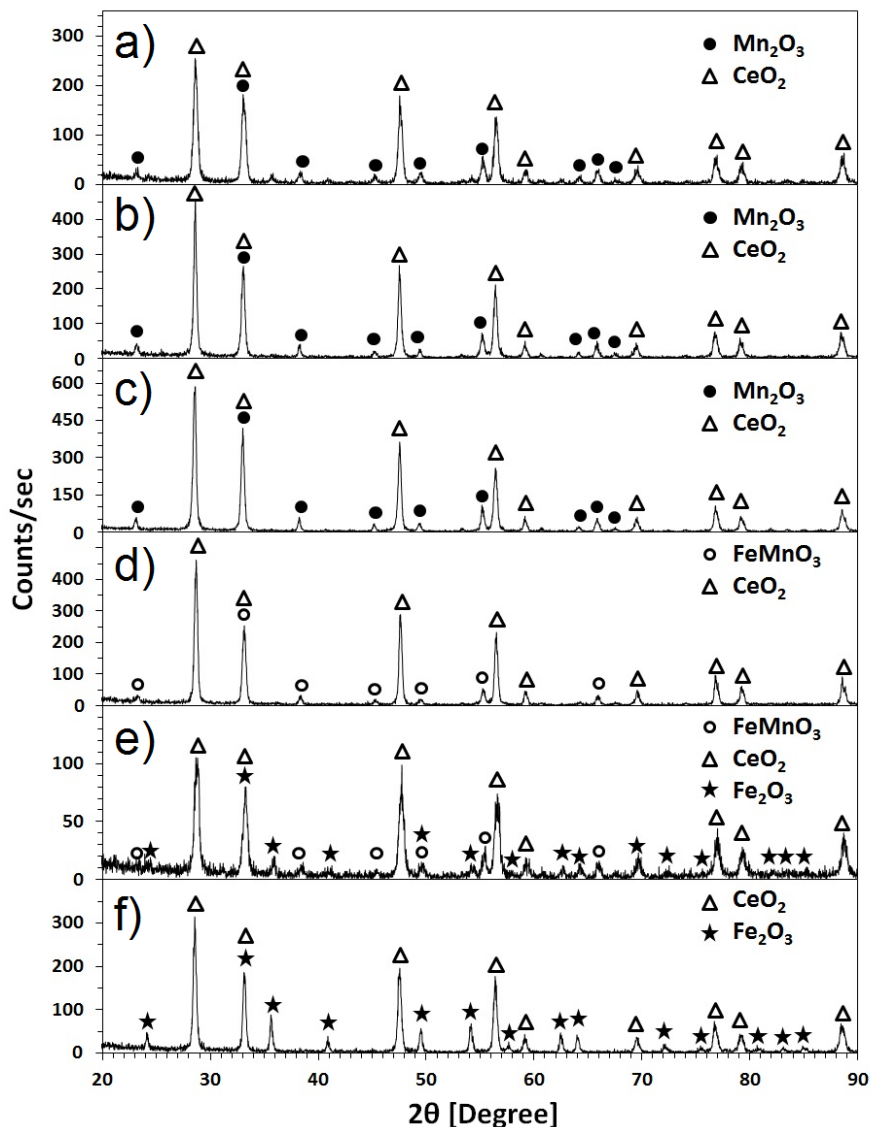 a)
300
200
100
0
● Mn₂O₃
△ CeO₂
b)
400
300
200
100
0
● Mn₂O₃
△ CeO₂
c)
600
450
300
150
0
● Mn₂O₃
△ CeO₂
d)
400
300
200
100
0
○ FeMnO₃
△ CeO₂
e)
100
50
0
○ FeMnO₃
△ CeO₂
★ Fe₂O₃
f)
300
200
100
0
△ CeO₂
★ Fe₂O₃
Counts/sec
20 30 40 50 60 70 80 90
2θ [Degree]